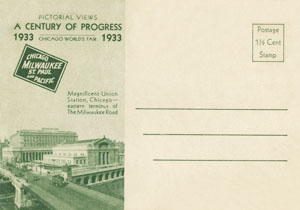 PICTORIAL VIEWS
A CENTURY OF PROGRESS
1933 CHICAGO WORLD'S FAIR 1933
CHICAGO
MILWAUKEE
ST. PAUL
AND PACIFIC
Magnificent Union
Station, Chicago—
eastern terminus of
The Milwaukee Road
Postage
1½ Cent
Stamp